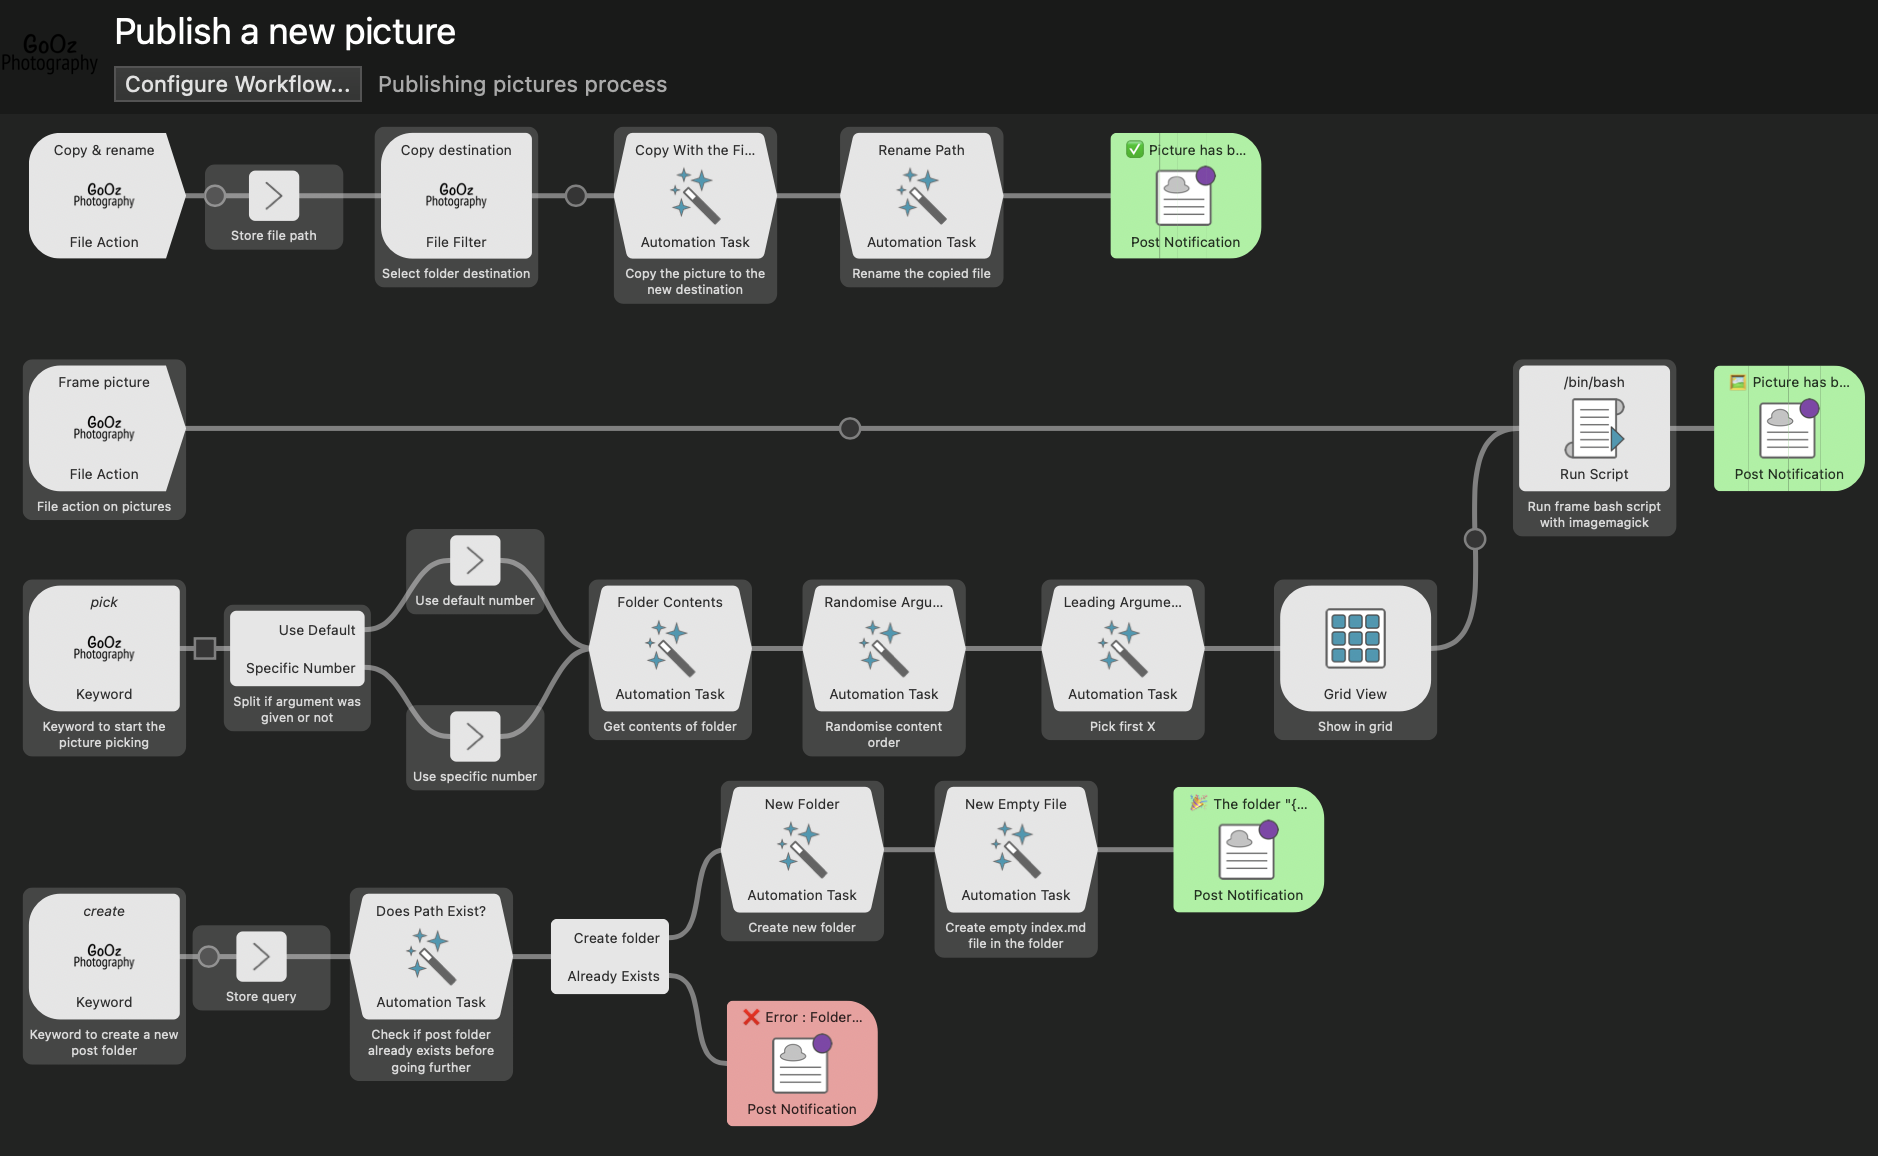 GoOz
Photography
Publish a new picture
Configure Workflow...
Publishing pictures process
Copy & rename
GoOz
Photography
File Action
Store file path
Copy destination
GoOz
Photography
File Filter
Select folder destination
Copy With the Fi...
Automation Task
Copy the picture to the
new destination
Rename Path
Automation Task
Rename the copied file
✅ Picture has b...
Post Notification
Frame picture
GoOz
Photography
File Action
File action on pictures
/bin/bash
Run Script
Run frame bash script
with imagemagick
🖼️ Picture has b...
Post Notification
pick
GoOz
Photography
Keyword
Keyword to start the
picture picking
Use Default
Specific Number
Split if argument was
given or not
Use default number
Use specific number
Folder Contents
Automation Task
Get contents of folder
Randomise Argu...
Automation Task
Randomise content
order
Leading Argume...
Automation Task
Pick first X
Grid View
Show in grid
create
GoOz
Photography
Keyword
Keyword to create a new
post folder
Store query
Does Path Exist?
Automation Task
Check if post folder
already exists before
going further
Create folder
Already Exists
New Folder
Automation Task
Create new folder
New Empty File
Automation Task
Create empty index.md
file in the folder
🎉 The folder "{...
Post Notification
❌ Error : Folder...
Post Notification